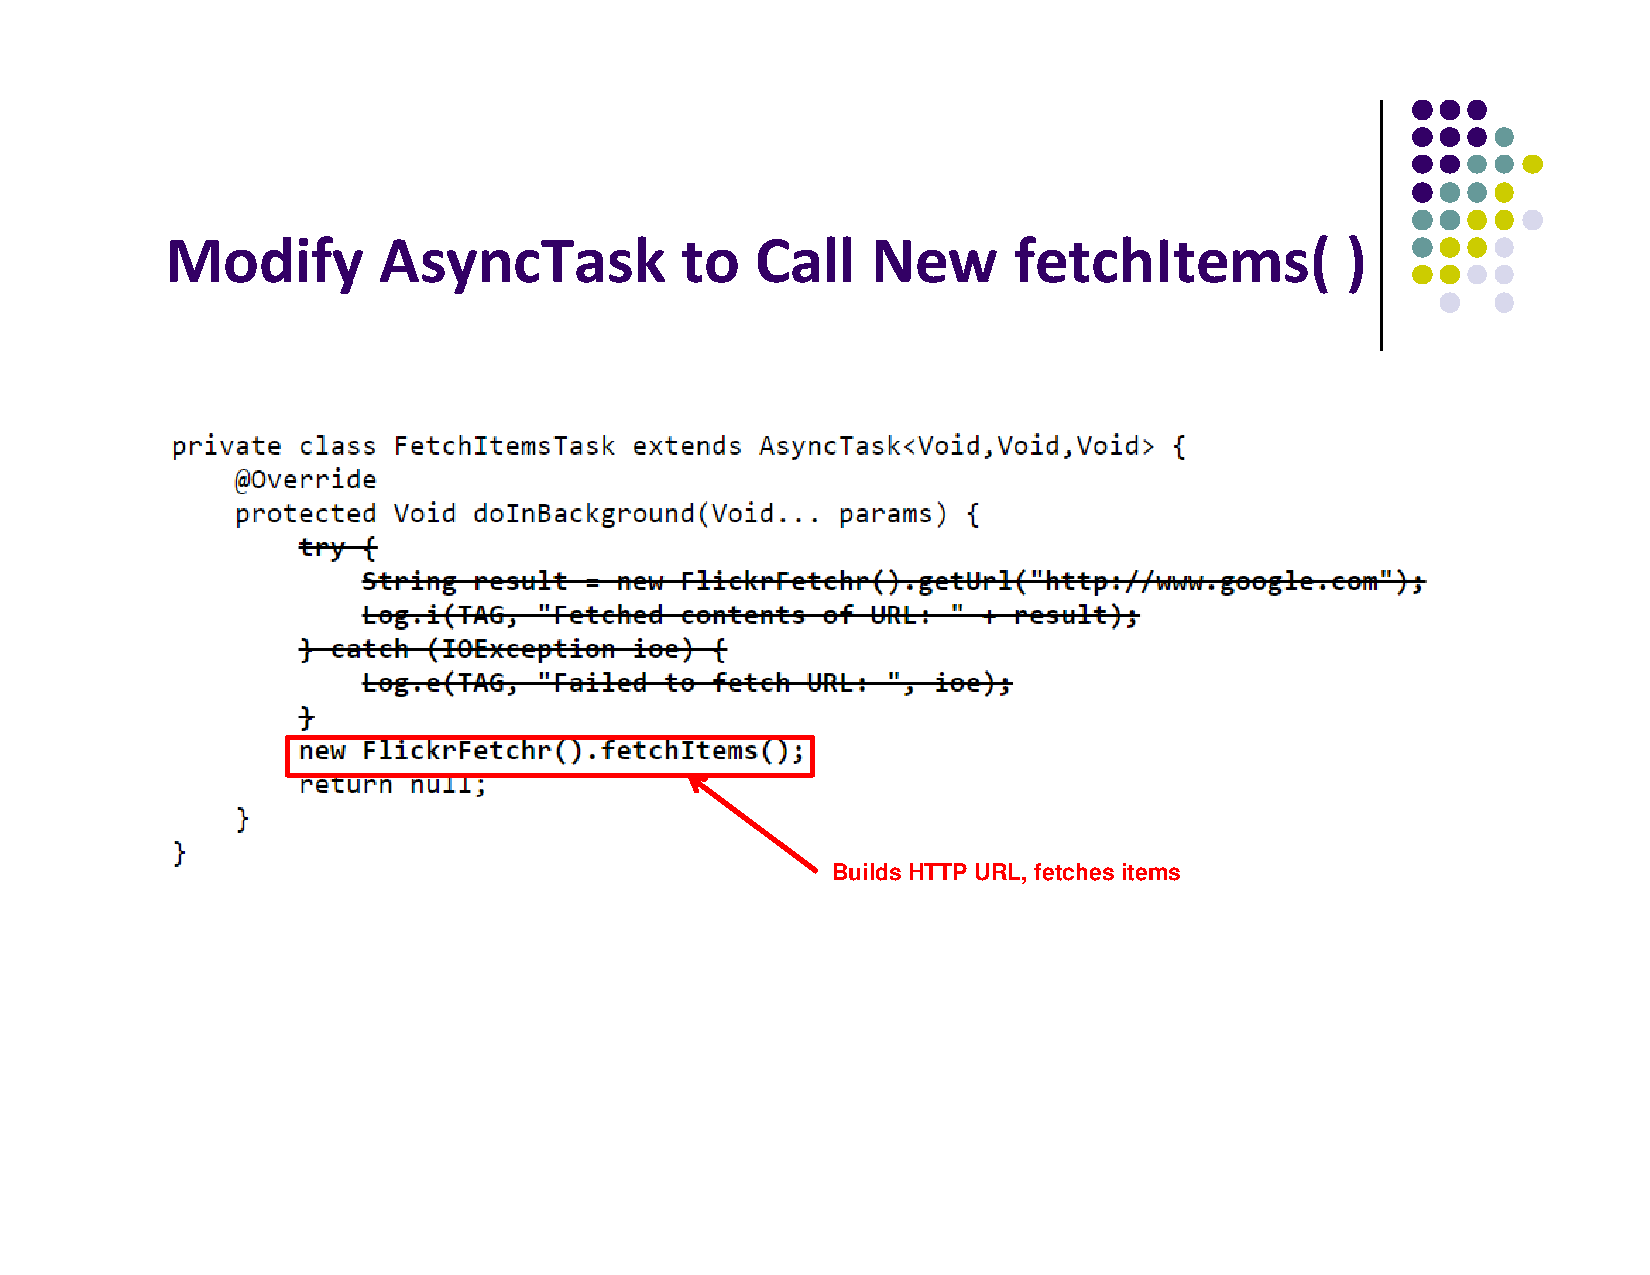 Modify AsyncTask to Call New fetchItems( )
private class FetchItemsTask extends AsyncTask<Void,Void,Void> {
@Override
protected Void doInBackground(Void... params) {
try {
String result = new FlickrFetchr().getUrl("http://www.google.com");
Log.i(TAG, "Fetched contents of URL: " + result);
} catch (IOException ioe) {
Log.e(TAG, "Failed to fetch URL: ", ioe);
}
new FlickrFetchr().fetchItems();
return null;
}
}
Builds HTTP URL, fetches items